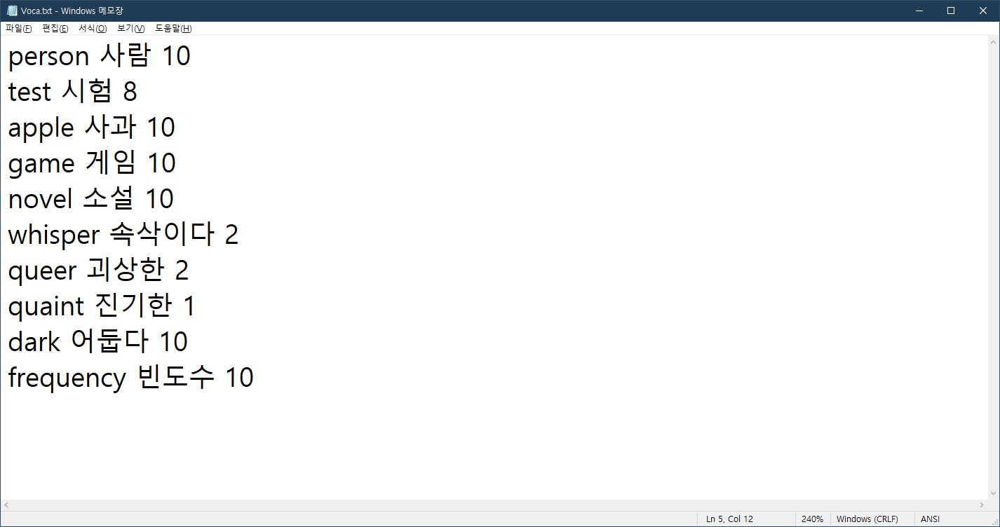 Voca.txt - Windows 메모장
파일(F) 편집(E) 서식(O) 보기(V) 도움말(H)
person 사람 10
test 시험 8
apple 사과 10
game 게임 10
novel 소설 10
whisper 속삭이다 2
queer 괴상한 2
quaint 진기한 1
dark 어둡다 10
frequency 빈도수 10
Ln 5, Col 12 240% Windows (CRLF) ANSI